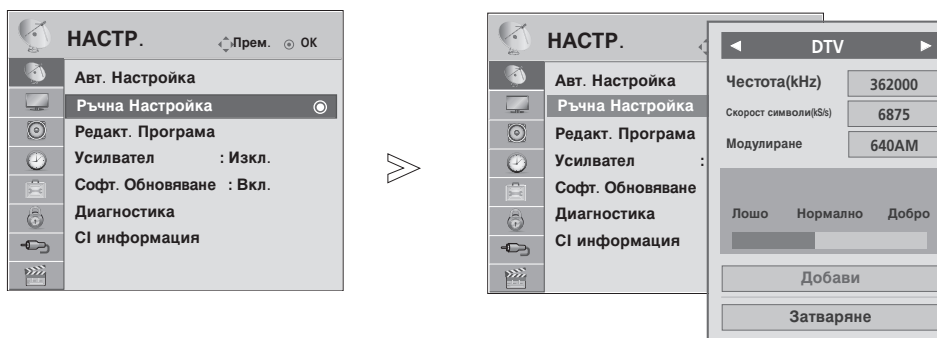 НАСТР.
Прем. OK
Авт. Настройка
Ръчна Настройка
Редакт. Програма
Усилвател : Изкл.
Софт. Обновяване : Вкл.
Диагностика
CI информация
НАСТР.
Авт. Настройка
Ръчна Настройка
Редакт. Програма
Усилвател :
Софт. Обновяване
Диагностика
CI информация
◄ DTV ►
Честота(kHz) 362000
Скорост символи(kS/s) 6875
Модулиране 640AM
Лошо Нормално Добро
Добави
Затваряне